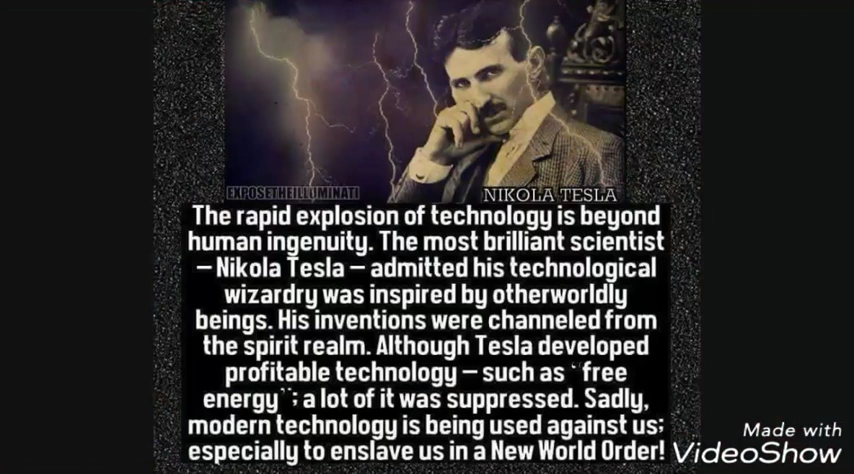 EXPOSETHEILLUMINATI
NIKOLA TESLA
The rapid explosion of technology is beyond
human ingenuity. The most brilliant scientist
– Nikola Tesla – admitted his technological
wizardry was inspired by otherworldly
beings. His inventions were channeled from
the spirit realm. Although Tesla developed
profitable technology – such as “free
energy”; a lot of it was suppressed. Sadly,
modern technology is being used against us;
especially to enslave us in a New World Order!
Made with
VideoShow